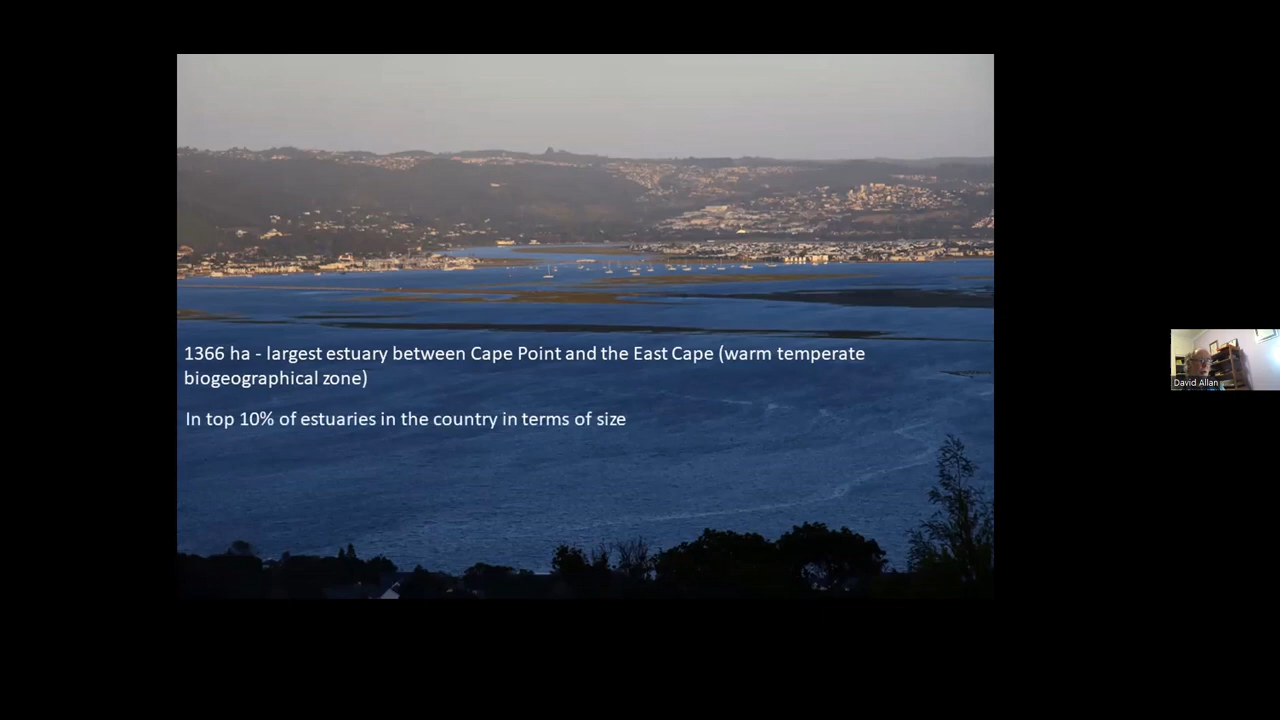 1366 ha - largest estuary between Cape Point and the East Cape (warm temperate
biogeographical zone)
In top 10% of estuaries in the country in terms of size
David Allan